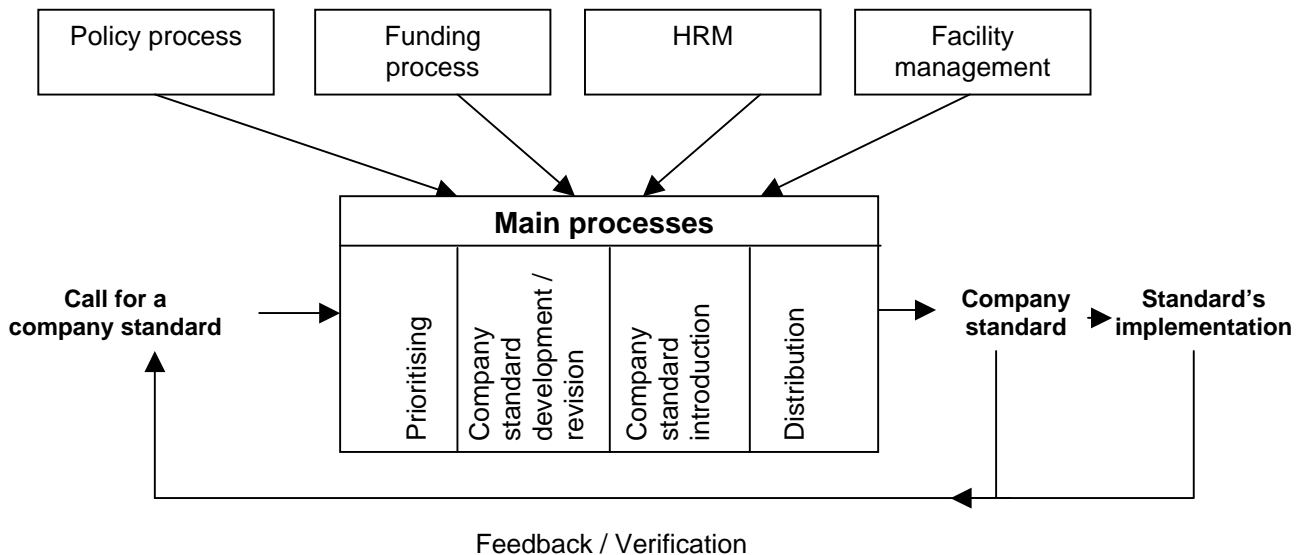 Policy process
Funding
process
HRM
Facility
management
Main processes
Call for a
company standard
Prioritising
Company
standard
development /
revision
Company
standard
introduction
Distribution
Company
standard
Standard’s
implementation
Feedback / Verification